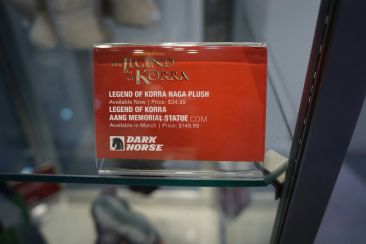 THE LEGEND
OF KORRA
LEGEND OF KORRA NAGA PLUSH
Available Now | Price: $34.99
LEGEND OF KORRA
AANG MEMORIAL STATUE
Available in March | Price: $149.99
DARK
HORSE